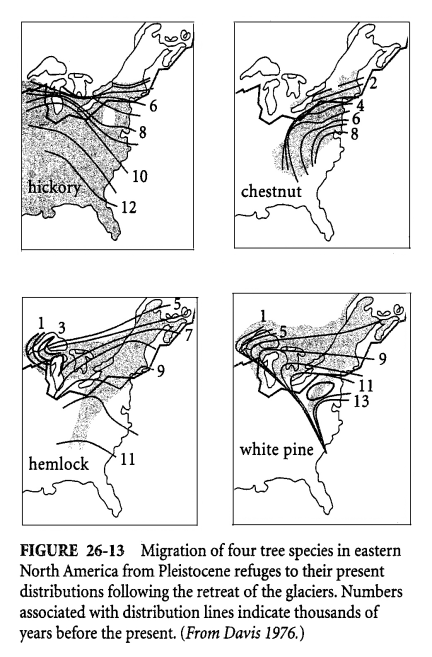 6
8
10
12
hickory
2
4
6
8
chestnut
1
3
5
7
9
11
hemlock
1
5
9
11
13
white pine
FIGURE 26-13 Migration of four tree species in eastern
North America from Pleistocene refuges to their present
distributions following the retreat of the glaciers. Numbers
associated with distribution lines indicate thousands of
years before the present. (From Davis 1976.)